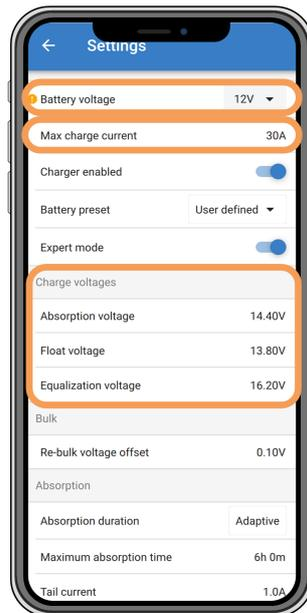 Settings
Battery voltage 12V
Max charge current 30A
Charger enabled
Battery preset User defined
Expert mode
Charge voltages
Absorption voltage 14.40V
Float voltage 13.80V
Equalization voltage 16.20V
Bulk
Re-bulk voltage offset 0.10V
Absorption
Absorption duration Adaptive
Maximum absorption time 6h 0m
Tail current 1.0A